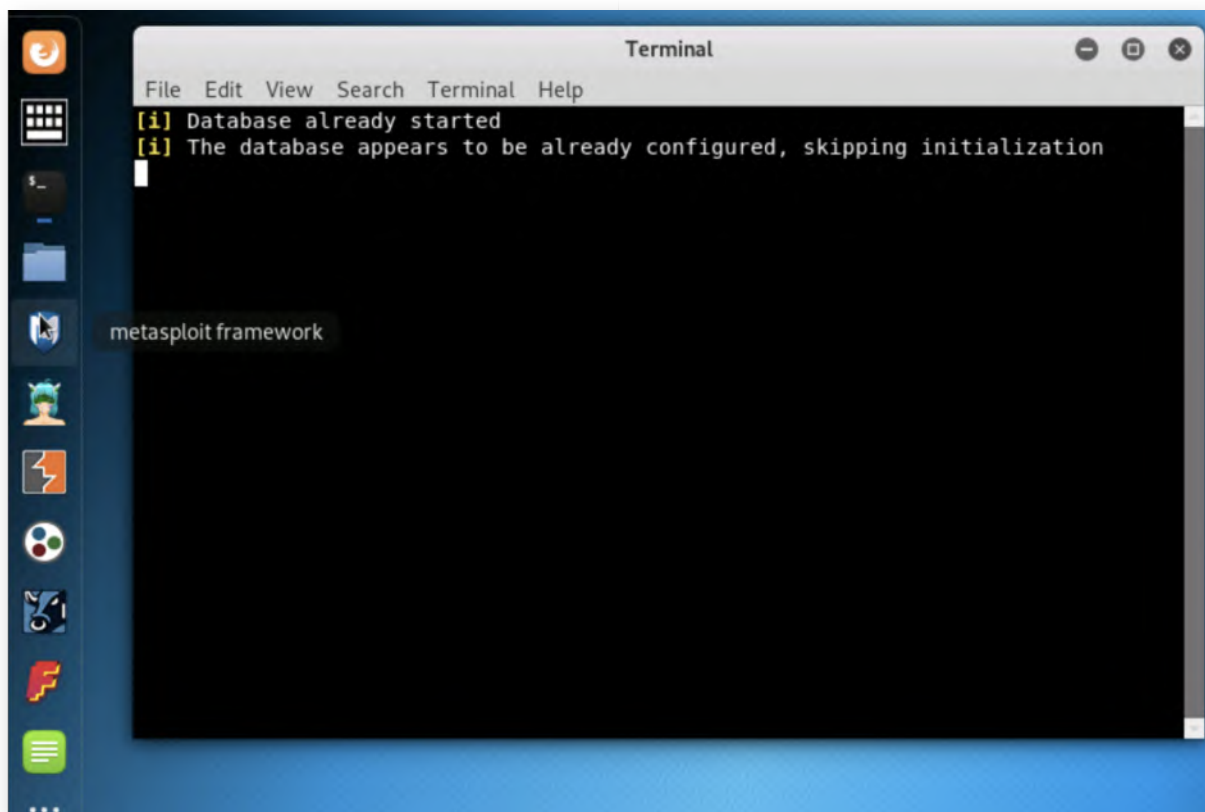 Terminal
File Edit View Search Terminal Help
[i] Database already started
[i] The database appears to be already configured, skipping initialization
$_
metasploit framework